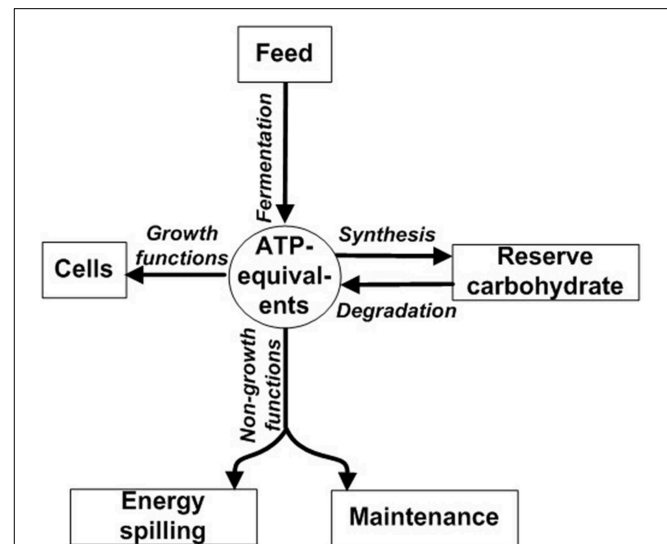 Feed
Fermentation
Growth
functions
Cells
ATP-
equival-
ents
Synthesis
Degradation
Reserve
carbohydrate
Non-growth
functions
Energy
spilling
Maintenance